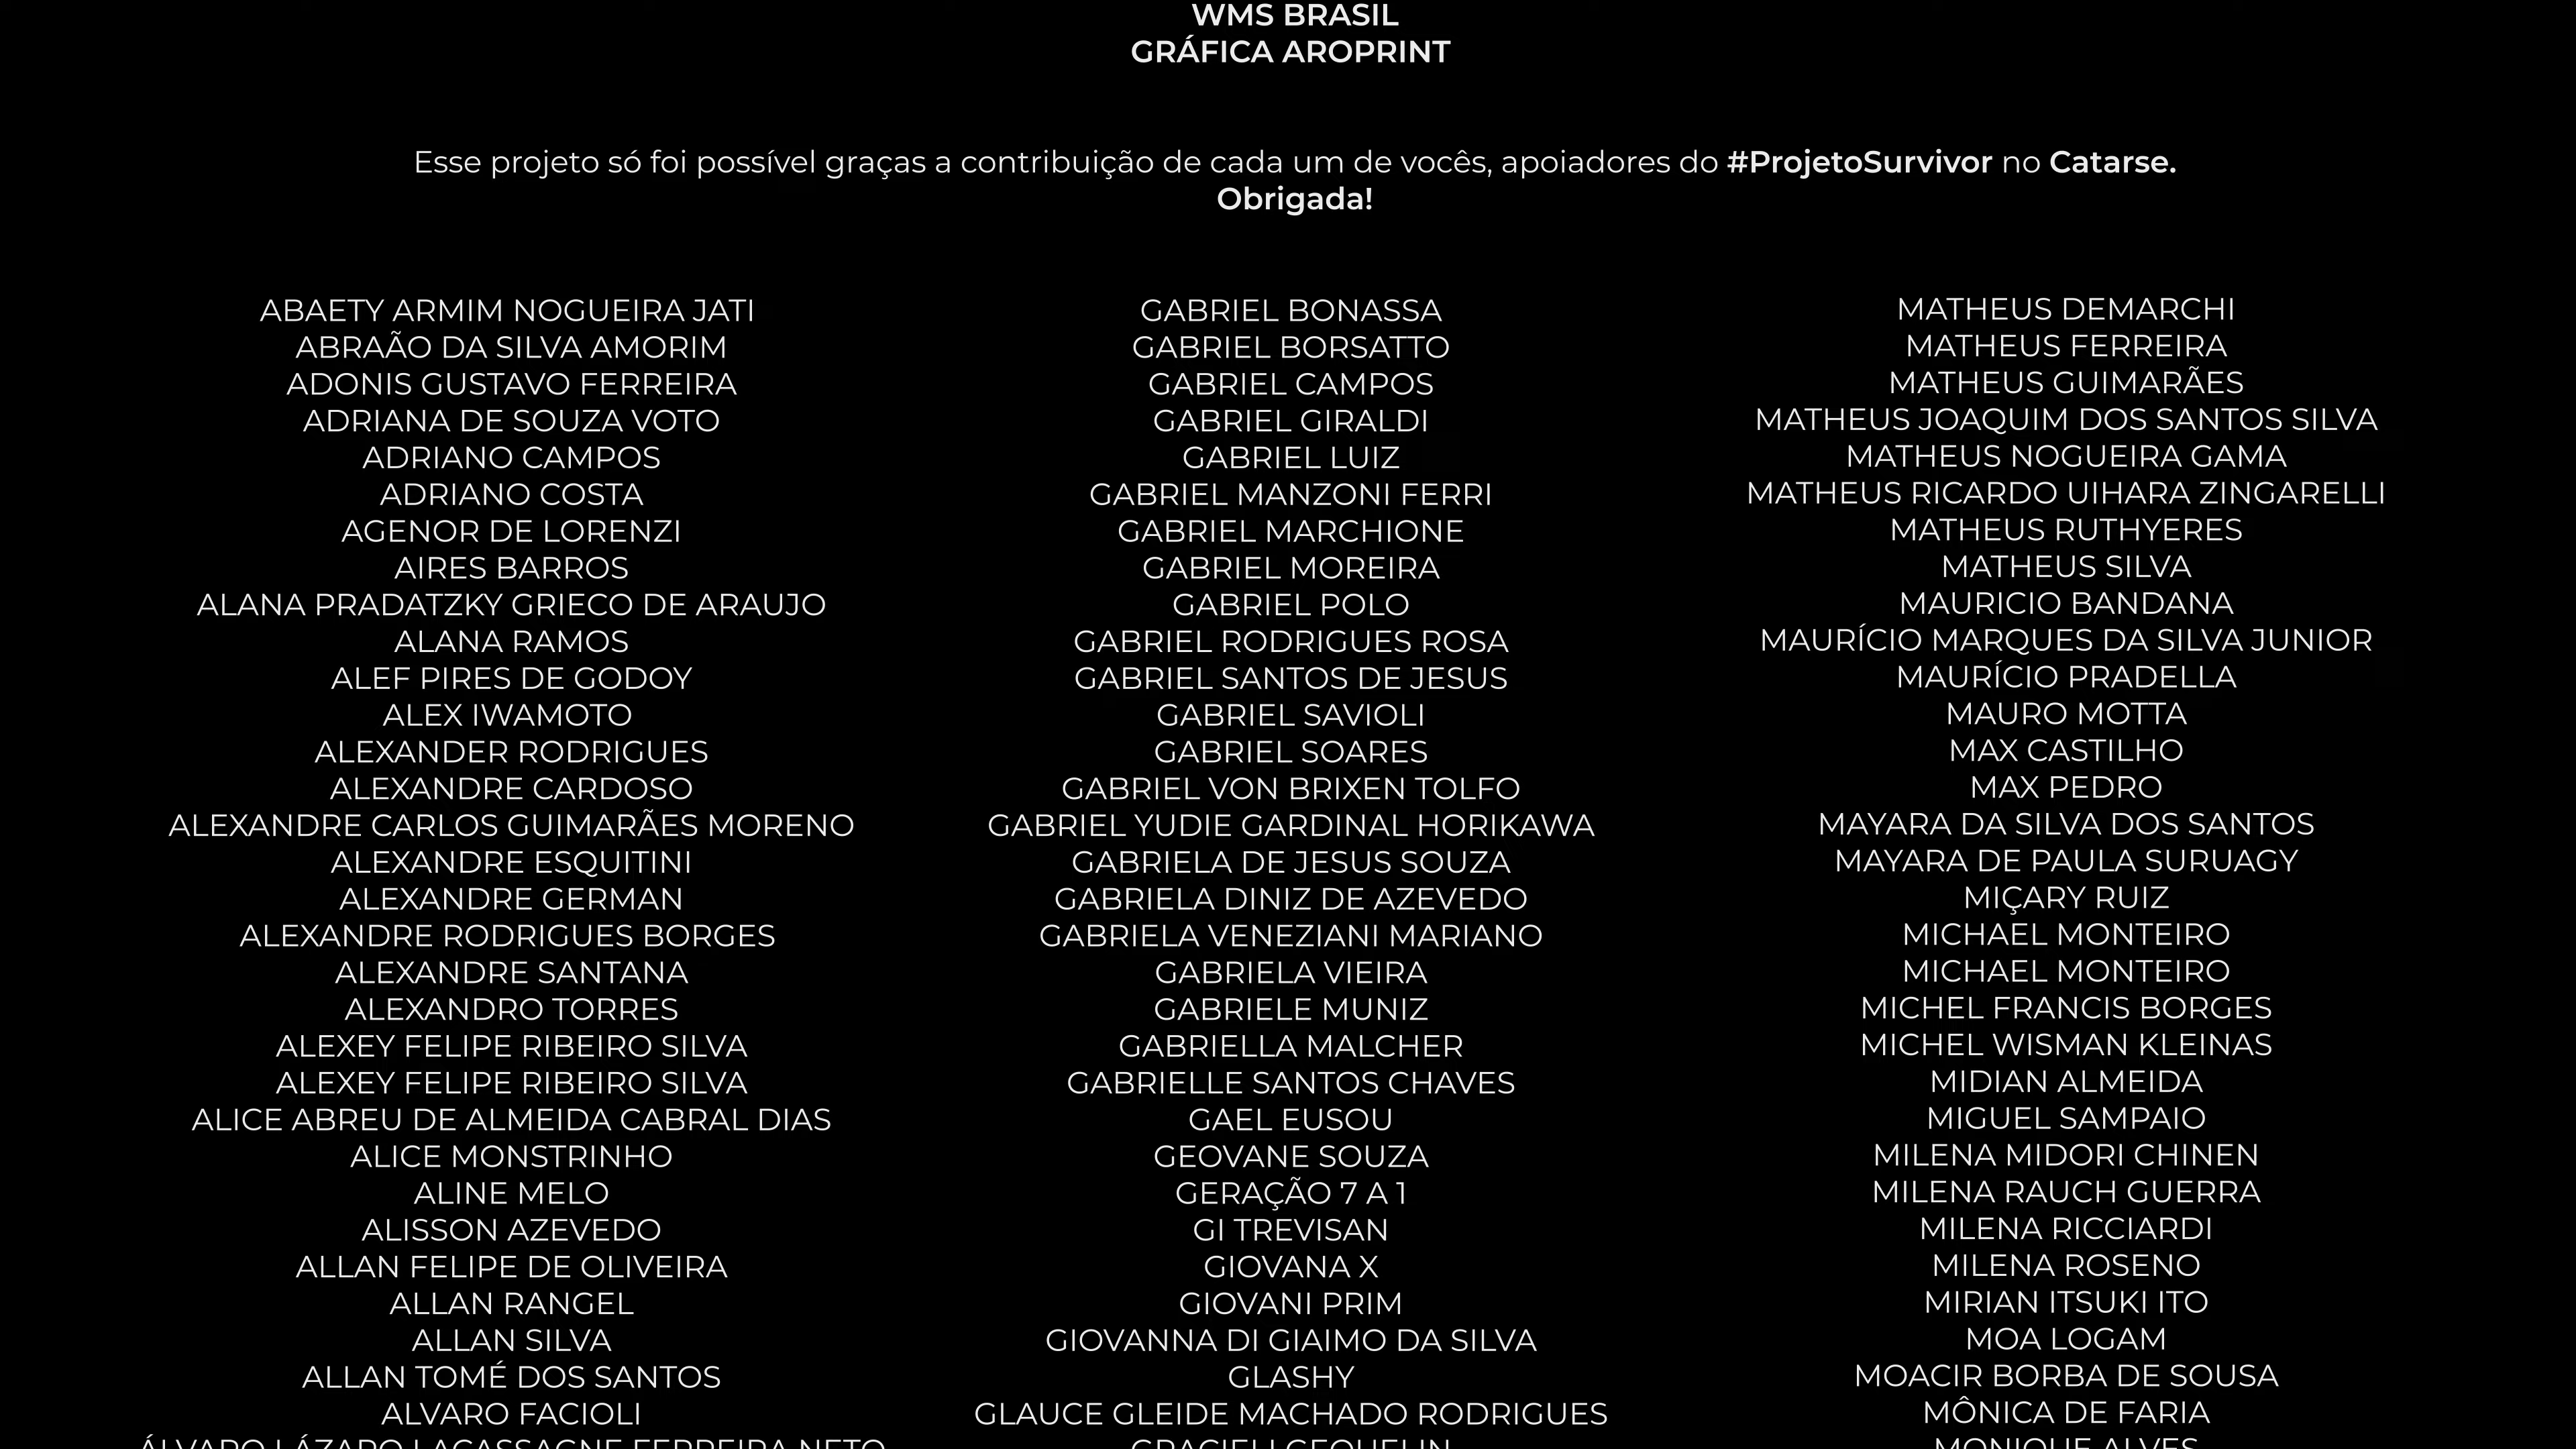 WMS BRASIL
GRÁFICA AROPRINT
Esse projeto só foi possível graças a contribuição de cada um de vocês, apoiadores do #ProjetoSurvivor no Catarse.
Obrigada!
ABAETY ARMIM NOGUEIRA JATI
ABRAÃO DA SILVA AMORIM
ADONIS GUSTAVO FERREIRA
ADRIANA DE SOUZA VOTO
ADRIANO CAMPOS
ADRIANO COSTA
AGENOR DE LORENZI
AIRES BARROS
ALANA PRADATZKY GRIECO DE ARAUJO
ALANA RAMOS
ALEF PIRES DE GODOY
ALEX IWAMOTO
ALEXANDER RODRIGUES
ALEXANDRE CARDOSO
ALEXANDRE CARLOS GUIMARÃES MORENO
ALEXANDRE ESQUITINI
ALEXANDRE GERMAN
ALEXANDRE RODRIGUES BORGES
ALEXANDRE SANTANA
ALEXANDRO TORRES
ALEXEY FELIPE RIBEIRO SILVA
ALEXEY FELIPE RIBEIRO SILVA
ALICE ABREU DE ALMEIDA CABRAL DIAS
ALICE MONSTRINHO
ALINE MELO
ALISSON AZEVEDO
ALLAN FELIPE DE OLIVEIRA
ALLAN RANGEL
ALLAN SILVA
ALLAN TOMÉ DOS SANTOS
ALVARO FACIOLI
ÁLVARO LÁZARO LACASSAGNE FERREIRA NETO
GABRIEL BONASSA
GABRIEL BORSATTO
GABRIEL CAMPOS
GABRIEL GIRALDI
GABRIEL LUIZ
GABRIEL MANZONI FERRI
GABRIEL MARCHIONE
GABRIEL MOREIRA
GABRIEL POLO
GABRIEL RODRIGUES ROSA
GABRIEL SANTOS DE JESUS
GABRIEL SAVIOLI
GABRIEL SOARES
GABRIEL VON BRIXEN TOLFO
GABRIEL YUDIE GARDINAL HORIKAWA
GABRIELA DE JESUS SOUZA
GABRIELA DINIZ DE AZEVEDO
GABRIELA VENEZIANI MARIANO
GABRIELA VIEIRA
GABRIELE MUNIZ
GABRIELLA MALCHER
GABRIELLE SANTOS CHAVES
GAEL EUSOU
GEOVANE SOUZA
GERAÇÃO 7 A 1
GI TREVISAN
GIOVANA X
GIOVANI PRIM
GIOVANNA DI GIAIMO DA SILVA
GLASHY
GLAUCE GLEIDE MACHADO RODRIGUES
MATHEUS DEMARCHI
MATHEUS FERREIRA
MATHEUS GUIMARÃES
MATHEUS JOAQUIM DOS SANTOS SILVA
MATHEUS NOGUEIRA GAMA
MATHEUS RICARDO UIHARA ZINGARELLI
MATHEUS RUTHYERES
MATHEUS SILVA
MAURICIO BANDANA
MAURÍCIO MARQUES DA SILVA JUNIOR
MAURÍCIO PRADELLA
MAURO MOTTA
MAX CASTILHO
MAX PEDRO
MAYARA DA SILVA DOS SANTOS
MAYARA DE PAULA SURUAGY
MIÇARY RUIZ
MICHAEL MONTEIRO
MICHAEL MONTEIRO
MICHEL FRANCIS BORGES
MICHEL WISMAN KLEINAS
MIDIAN ALMEIDA
MIGUEL SAMPAIO
MILENA MIDORI CHINEN
MILENA RAUCH GUERRA
MILENA RICCIARDI
MILENA ROSENO
MIRIAN ITSUKI ITO
MOA LOGAM
MOACIR BORBA DE SOUSA
MÔNICA DE FARIA
MONIQUE ALVES